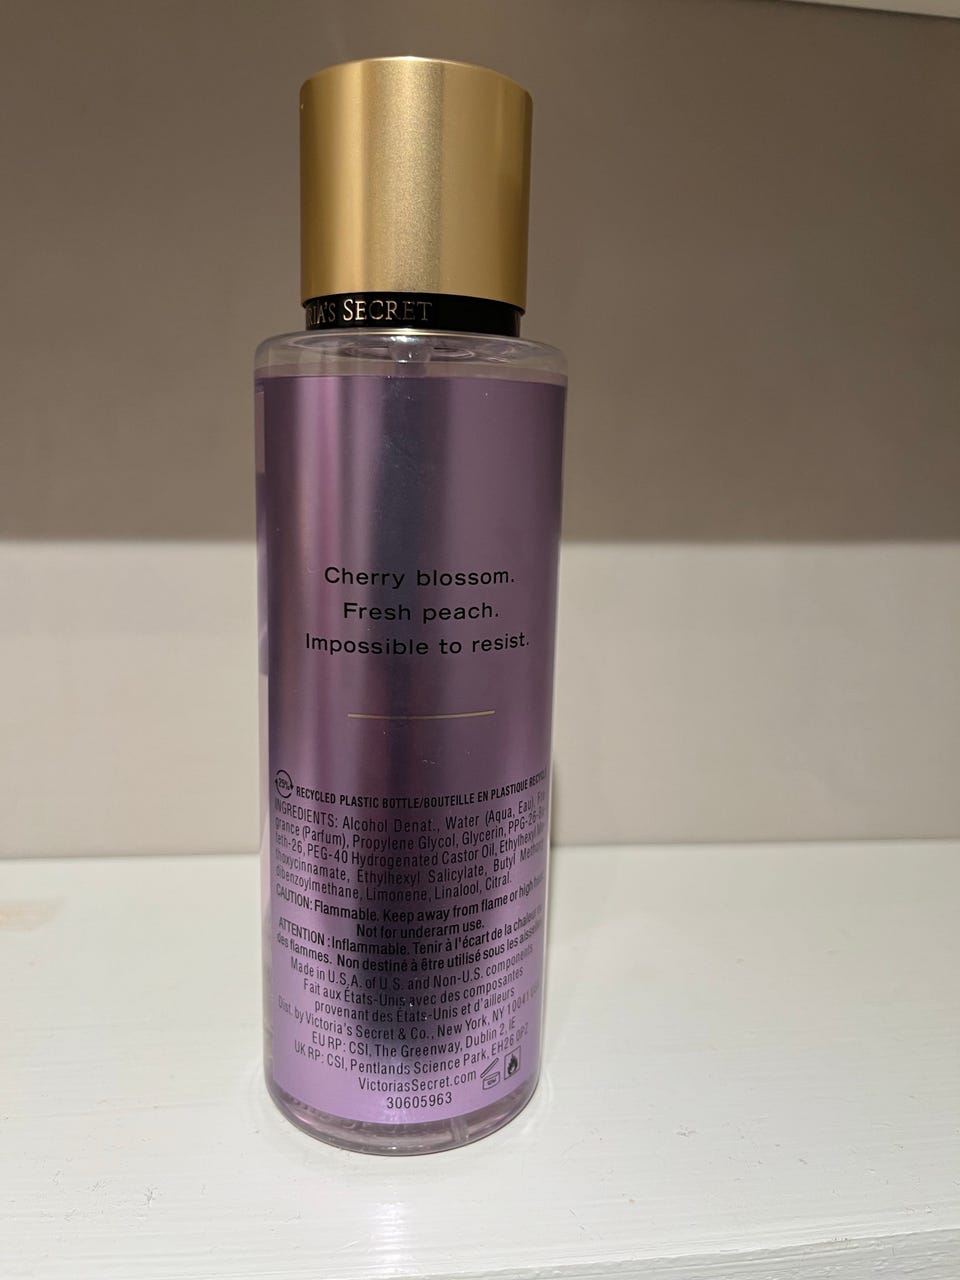 RIA'S SECRET
Cherry blossom.
Fresh peach.
Impossible to resist.
25%
RECYCLED PLASTIC BOTTLE/BOUTEILLE EN PLASTIQUE
INGREDIENTS: Alcohol Denat., Water (Aqua, Eau),
grance (Parfum), Propylene Glycol, Glycerin,
teth-26, PEG-40 Hydrogenated Castor Oil, Ethylhexyl
thoxycinnamate, Ethylhexyl Salicylate, Butyl
dibenzoylmethane, Limonene, Linalool, Citral.
CAUTION: Flammable. Keep away from flame or high
Not for underarm use.
ATTENTION : Inflammable. Tenir à l'écart de la chaleur
des flammes. Non destiné à être utilisé sous les
Made in U.S.A. of U.S. and Non-U.S. components
Fait aux États-Unis avec des composantes
provenant des États-Unis et d'ailleurs
Dist. by Victoria's Secret & Co., New York, NY 10041
EU RP: CSI, The Greenway, Dublin 2, IE
UK RP: CSI, Pentlands Science Park, EH26 0PZ
VictoriasSecret.com
30605963